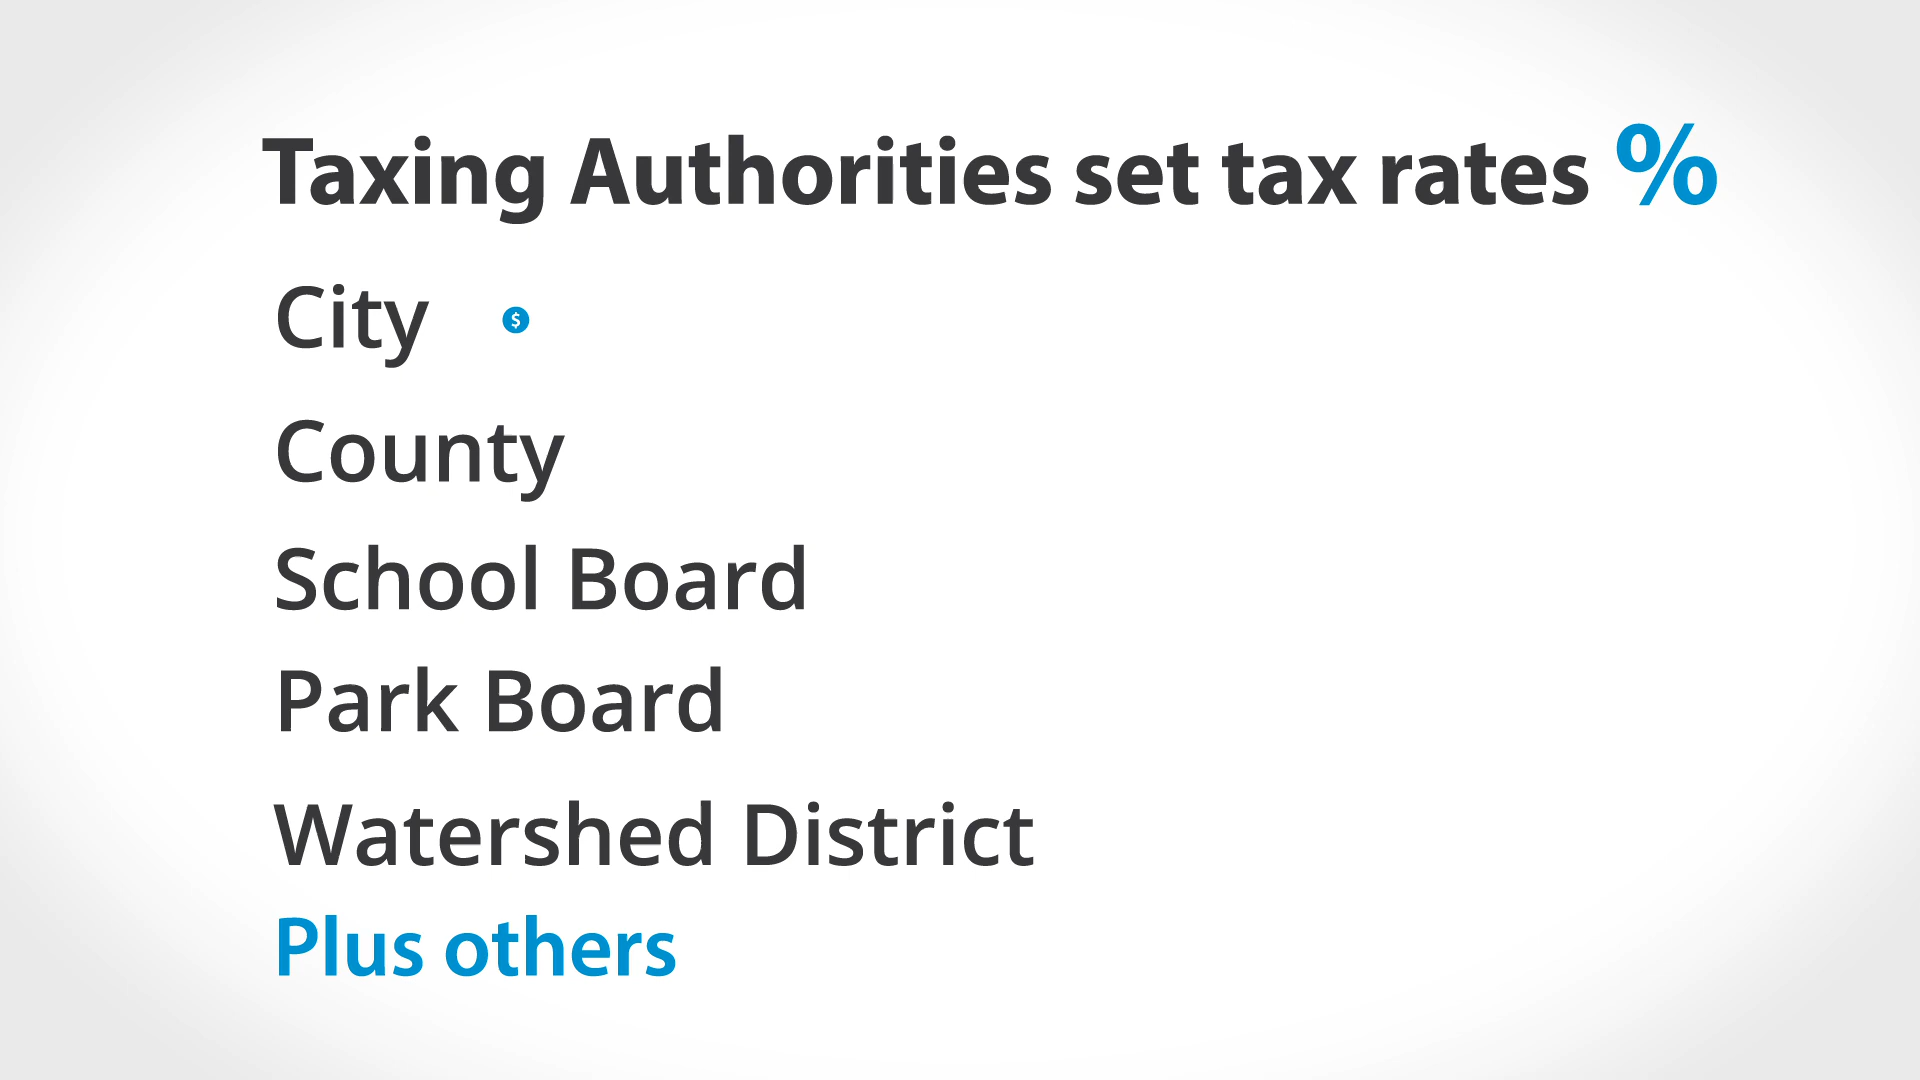 Taxing Authorities set tax rates %
City $
County
School Board
Park Board
Watershed District
Plus others